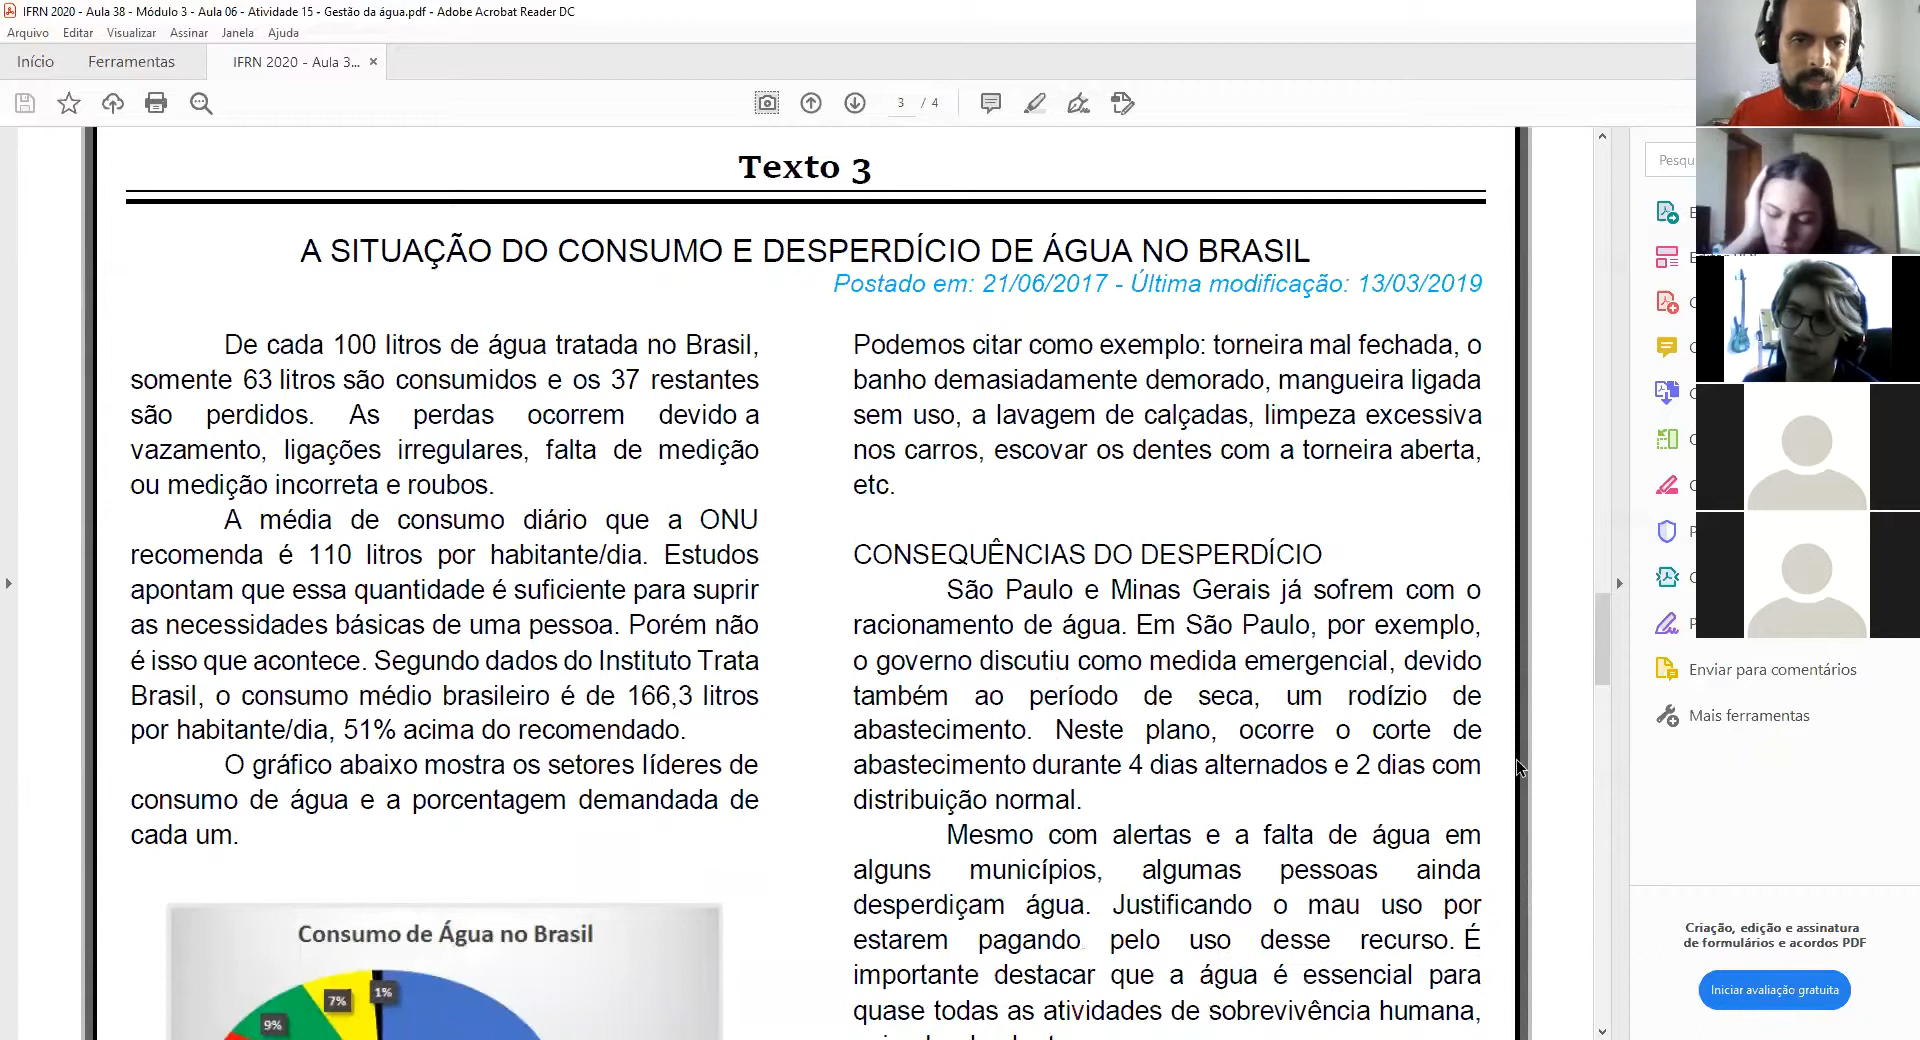 IFRN 2020 - Aula 38 - Módulo 3 - Aula 06 - Atividade 15 - Gestão da água.pdf - Adobe Acrobat Reader DC
Arquivo Editar Visualizar Assinar Janela Ajuda
Início Ferramentas IFRN 2020 - Aula 3... ×
3 / 4
Texto 3
A SITUAÇÃO DO CONSUMO E DESPERDÍCIO DE ÁGUA NO BRASIL
Postado em: 21/06/2017 - Última modificação: 13/03/2019
De cada 100 litros de água tratada no Brasil,
somente 63 litros são consumidos e os 37 restantes
são perdidos. As perdas ocorrem devido a
vazamento, ligações irregulares, falta de medição
ou medição incorreta e roubos.
A média de consumo diário que a ONU
recomenda é 110 litros por habitante/dia. Estudos
apontam que essa quantidade é suficiente para suprir
as necessidades básicas de uma pessoa. Porém não
é isso que acontece. Segundo dados do Instituto Trata
Brasil, o consumo médio brasileiro é de 166,3 litros
por habitante/dia, 51% acima do recomendado.
O gráfico abaixo mostra os setores líderes de
consumo de água e a porcentagem demandada de
cada um.
Consumo de Água no Brasil
1%
7%
9%
Podemos citar como exemplo: torneira mal fechada, o
banho demasiadamente demorado, mangueira ligada
sem uso, a lavagem de calçadas, limpeza excessiva
nos carros, escovar os dentes com a torneira aberta,
etc.
CONSEQUÊNCIAS DO DESPERDÍCIO
São Paulo e Minas Gerais já sofrem com o
racionamento de água. Em São Paulo, por exemplo,
o governo discutiu como medida emergencial, devido
também ao período de seca, um rodízio de
abastecimento. Neste plano, ocorre o corte de
abastecimento durante 4 dias alternados e 2 dias com
distribuição normal.
Mesmo com alertas e a falta de água em
alguns municípios, algumas pessoas ainda
desperdiçam água. Justificando o mau uso por
estarem pagando pelo uso desse recurso. É
importante destacar que a água é essencial para
quase todas as atividades de sobrevivência humana,
Pesqu
Enviar para comentários
Mais ferramentas
Criação, edição e assinatura
de formulários e acordos PDF
Iniciar avaliação gratuita